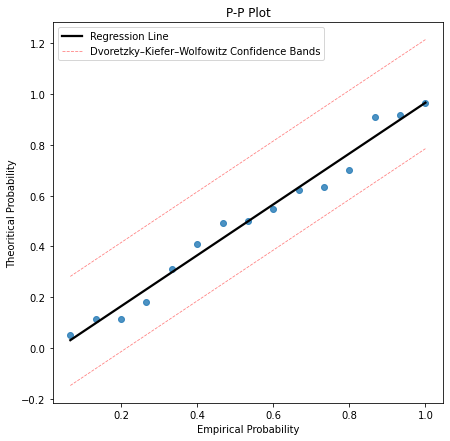 P-P Plot
Regression Line
Dvoretzky–Kiefer–Wolfowitz Confidence Bands
Theoritical Probability
1.2
1.0
0.8
0.6
0.4
0.2
0.0
−0.2
0.2
0.4
0.6
0.8
1.0
Empirical Probability